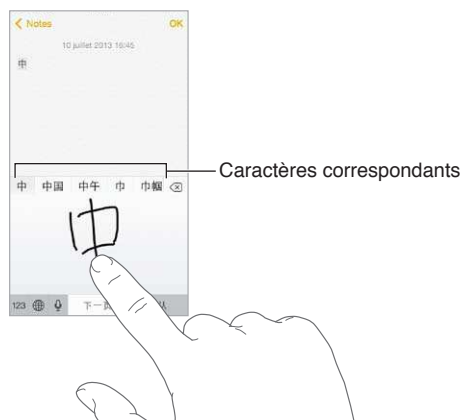 Notes OK
10 juillet 2013 16:45
中
Caractères correspondants
中 中国 中午 巾 巾帼
中
123 下一